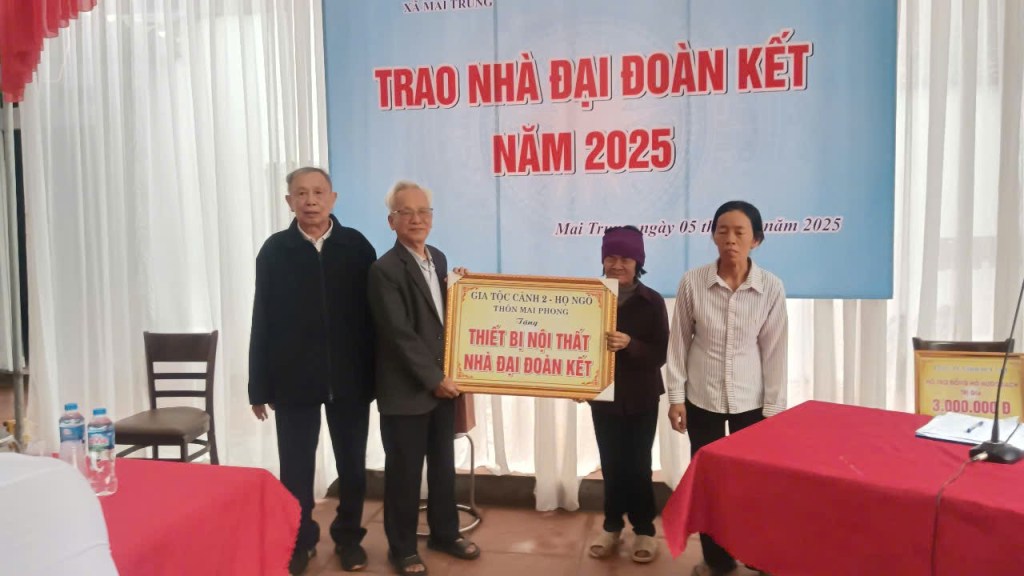 XÃ MAI TRUNG
TRAO NHÀ ĐẠI ĐOÀN KẾT
NĂM 2025
Mai Trung, ngày 05 năm 2025
GIA TỘC CÀNH 2 - HỌ NGÔ
THÔN MAI PHONG
Tặng
THIẾT BỊ NỘI THẤT
NHÀ ĐẠI ĐOÀN KẾT
3.000.000 Đ